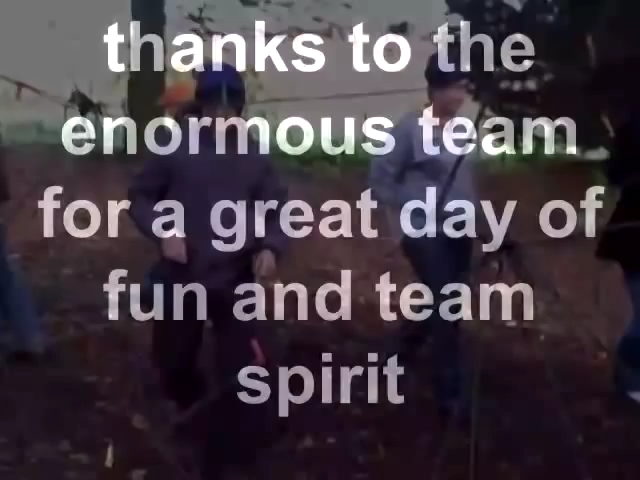 thanks to the
enormous team
for a great day of
fun and team
spirit